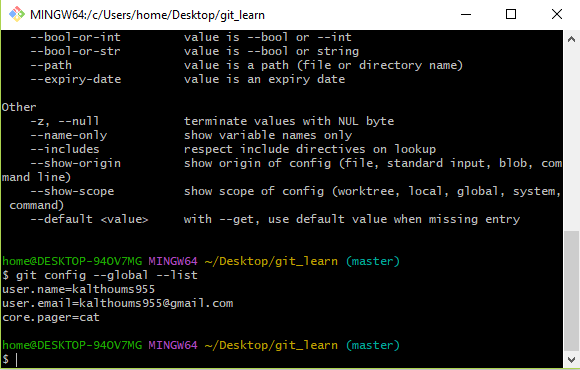 MINGW64:/c/Users/home/Desktop/git_learn
--bool-or-int value is --bool or --int
--bool-or-str value is --bool or string
--path value is a path (file or directory name)
--expiry-date value is an expiry date
Other
-z, --null terminate values with NUL byte
--name-only show variable names only
--includes respect include directives on lookup
--show-origin show origin of config (file, standard input, blob, com
mand line)
--show-scope show scope of config (worktree, local, global, system,
command)
--default <value> with --get, use default value when missing entry
home@DESKTOP-94OV7MG MINGW64 ~/Desktop/git_learn (master)
$ git config --global --list
user.name=kalthoums955
user.email=kalthoums955@gmail.com
core.pager=cat
home@DESKTOP-94OV7MG MINGW64 ~/Desktop/git_learn (master)
$